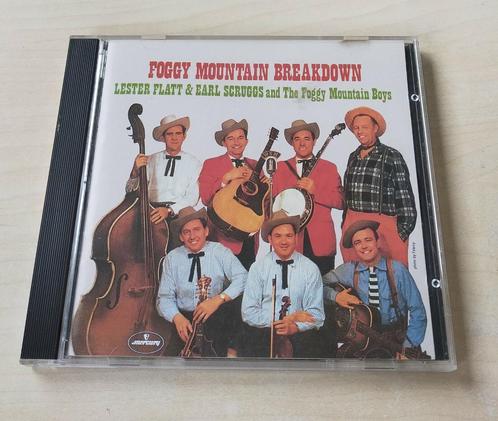 FOGGY MOUNTAIN BREAKDOWN
LESTER FLATT & EARL SCRUGGS and The Foggy Mountain Boys
mercury